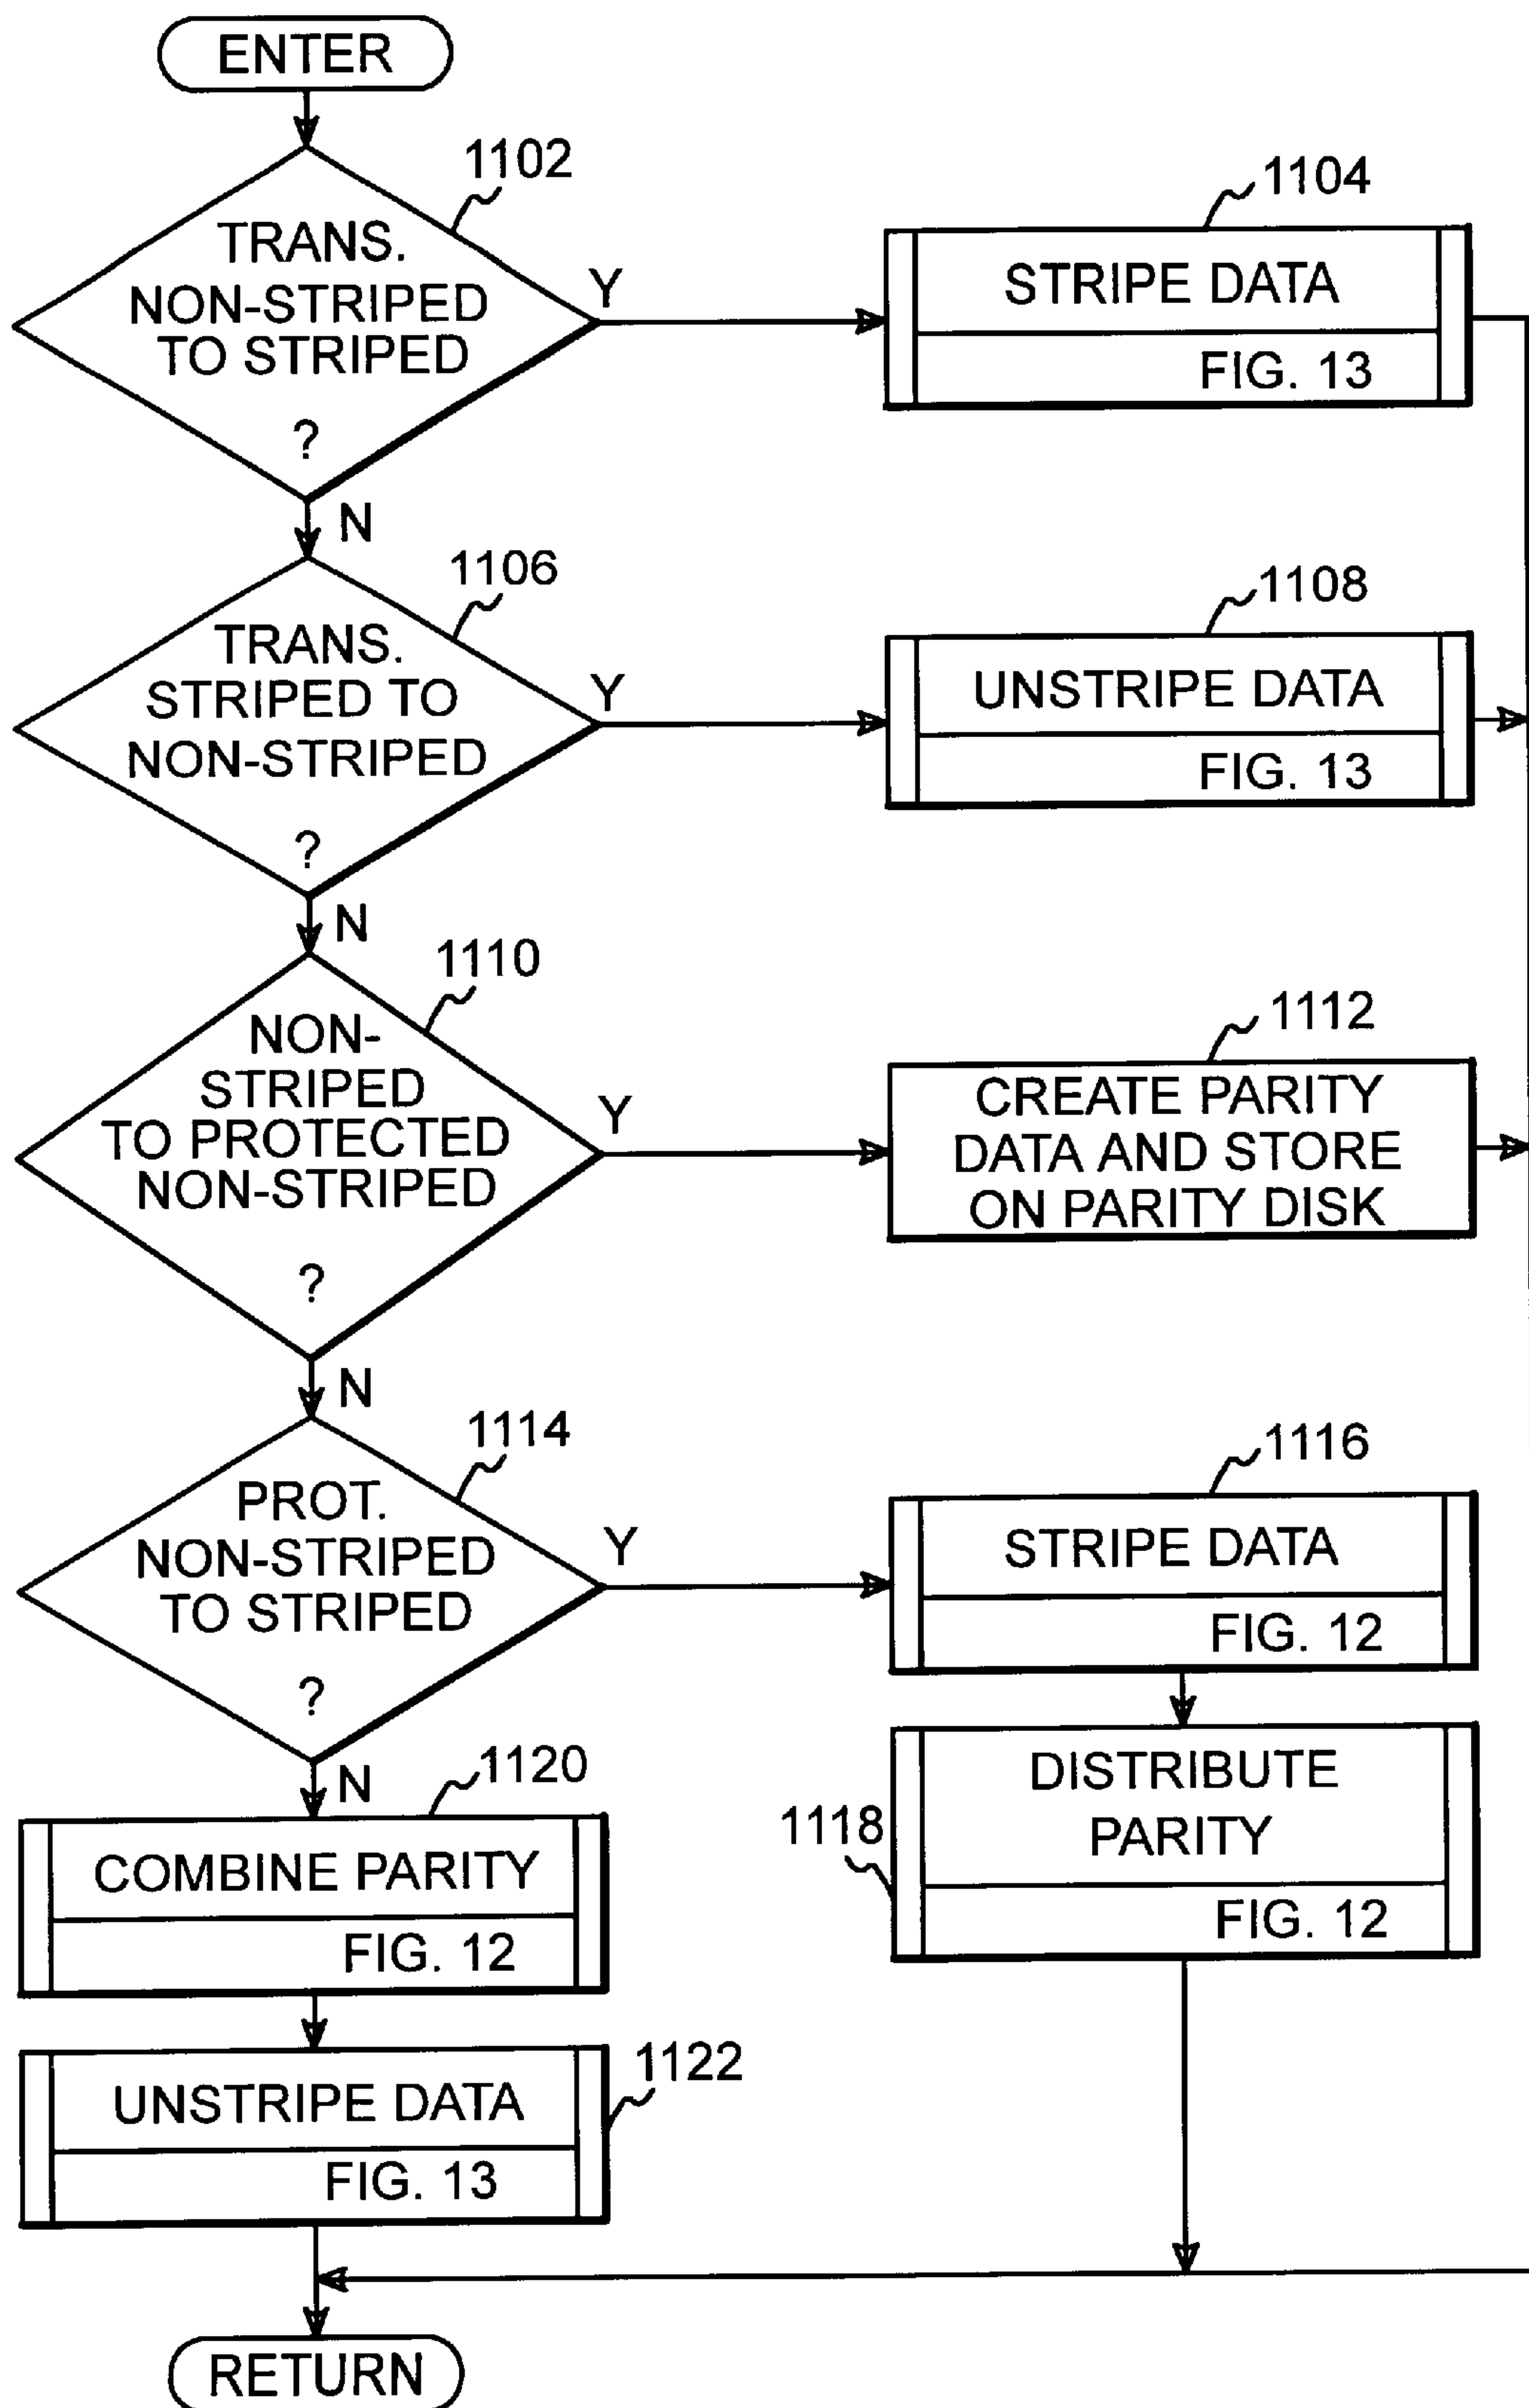 ENTER
1102
TRANS.
NON-STRIPED
TO STRIPED
?
Y
N
1104
STRIPE DATA
FIG. 13
1106
TRANS.
STRIPED TO
NON-STRIPED
?
Y
N
1108
UNSTRIPE DATA
FIG. 13
1110
NON-
STRIPED
TO PROTECTED
NON-STRIPED
?
Y
N
1112
CREATE PARITY
DATA AND STORE
ON PARITY DISK
1114
PROT.
NON-STRIPED
TO STRIPED
?
Y
N
1116
STRIPE DATA
FIG. 12
1118
DISTRIBUTE
PARITY
FIG. 12
1120
COMBINE PARITY
FIG. 12
1122
UNSTRIPE DATA
FIG. 13
RETURN